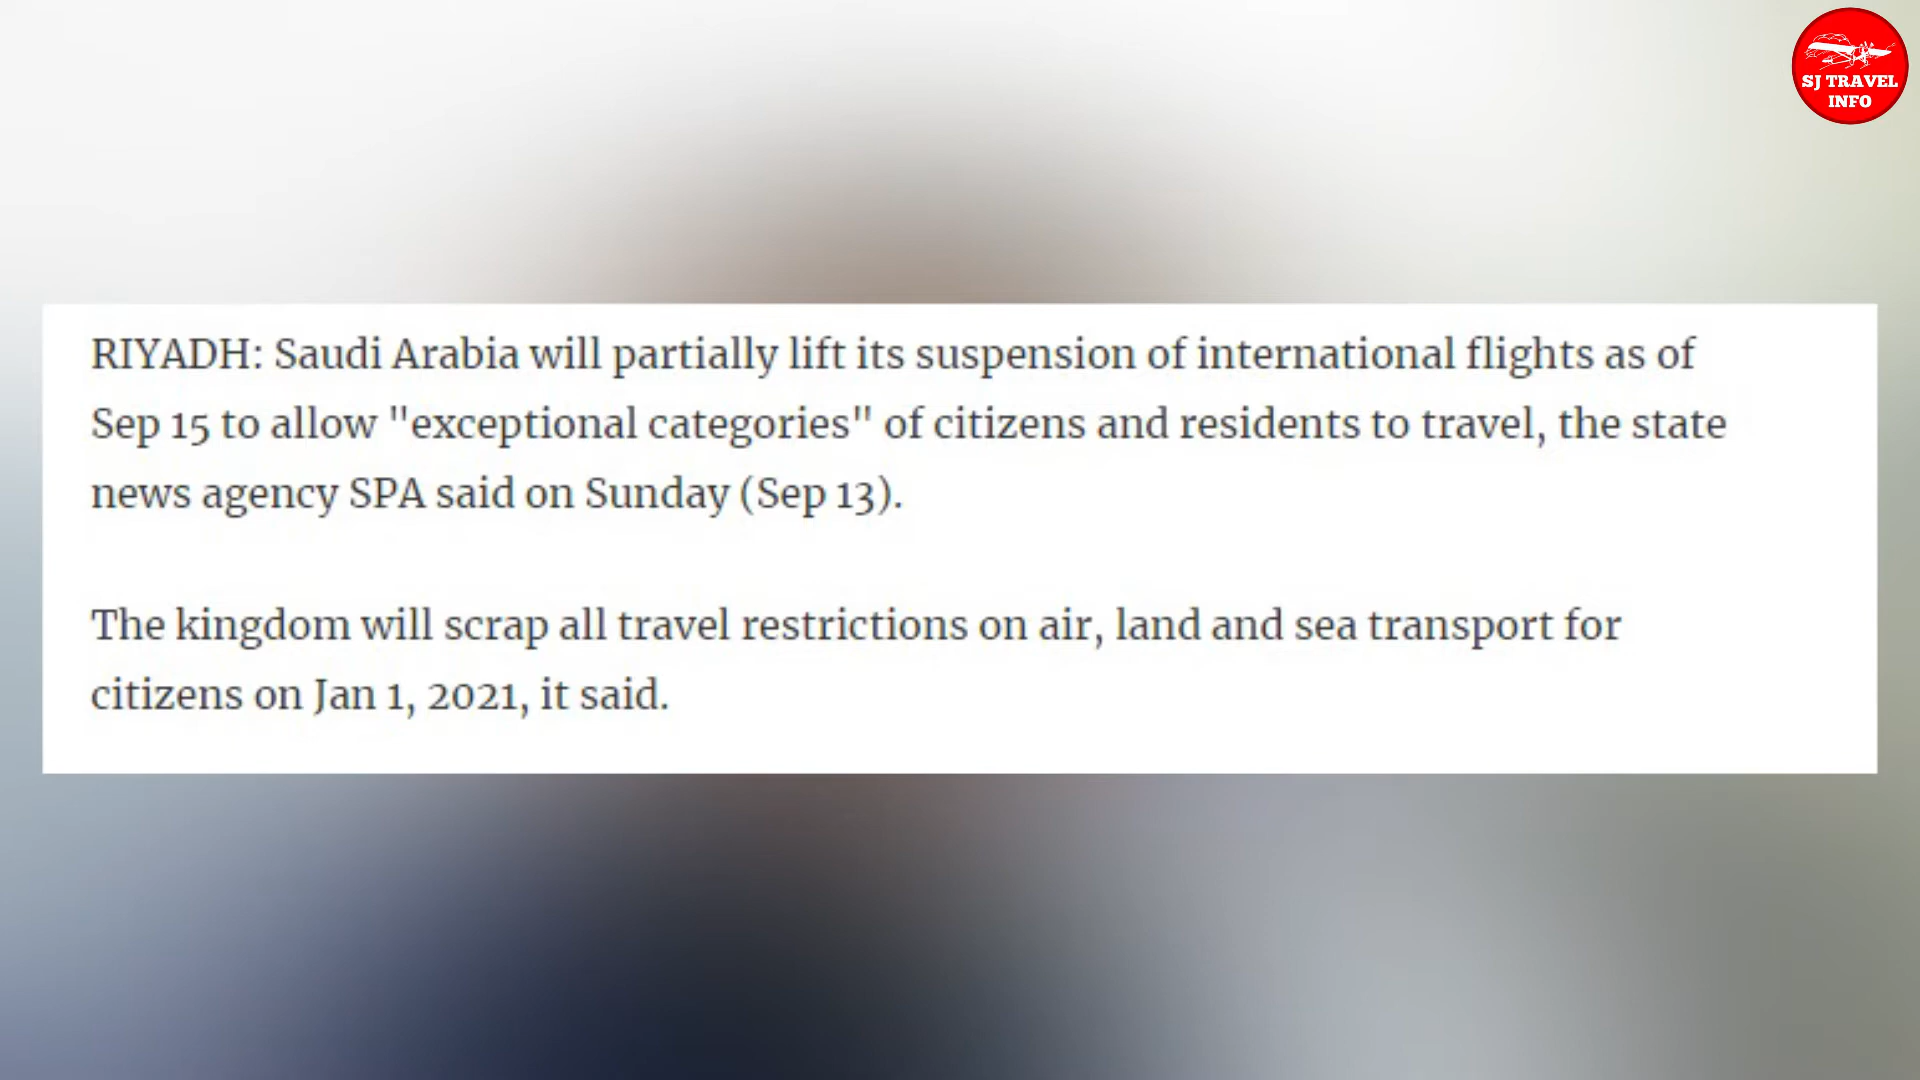 SJ TRAVEL
INFO
RIYADH: Saudi Arabia will partially lift its suspension of international flights as of
Sep 15 to allow "exceptional categories" of citizens and residents to travel, the state
news agency SPA said on Sunday (Sep 13).
The kingdom will scrap all travel restrictions on air, land and sea transport for
citizens on Jan 1, 2021, it said.